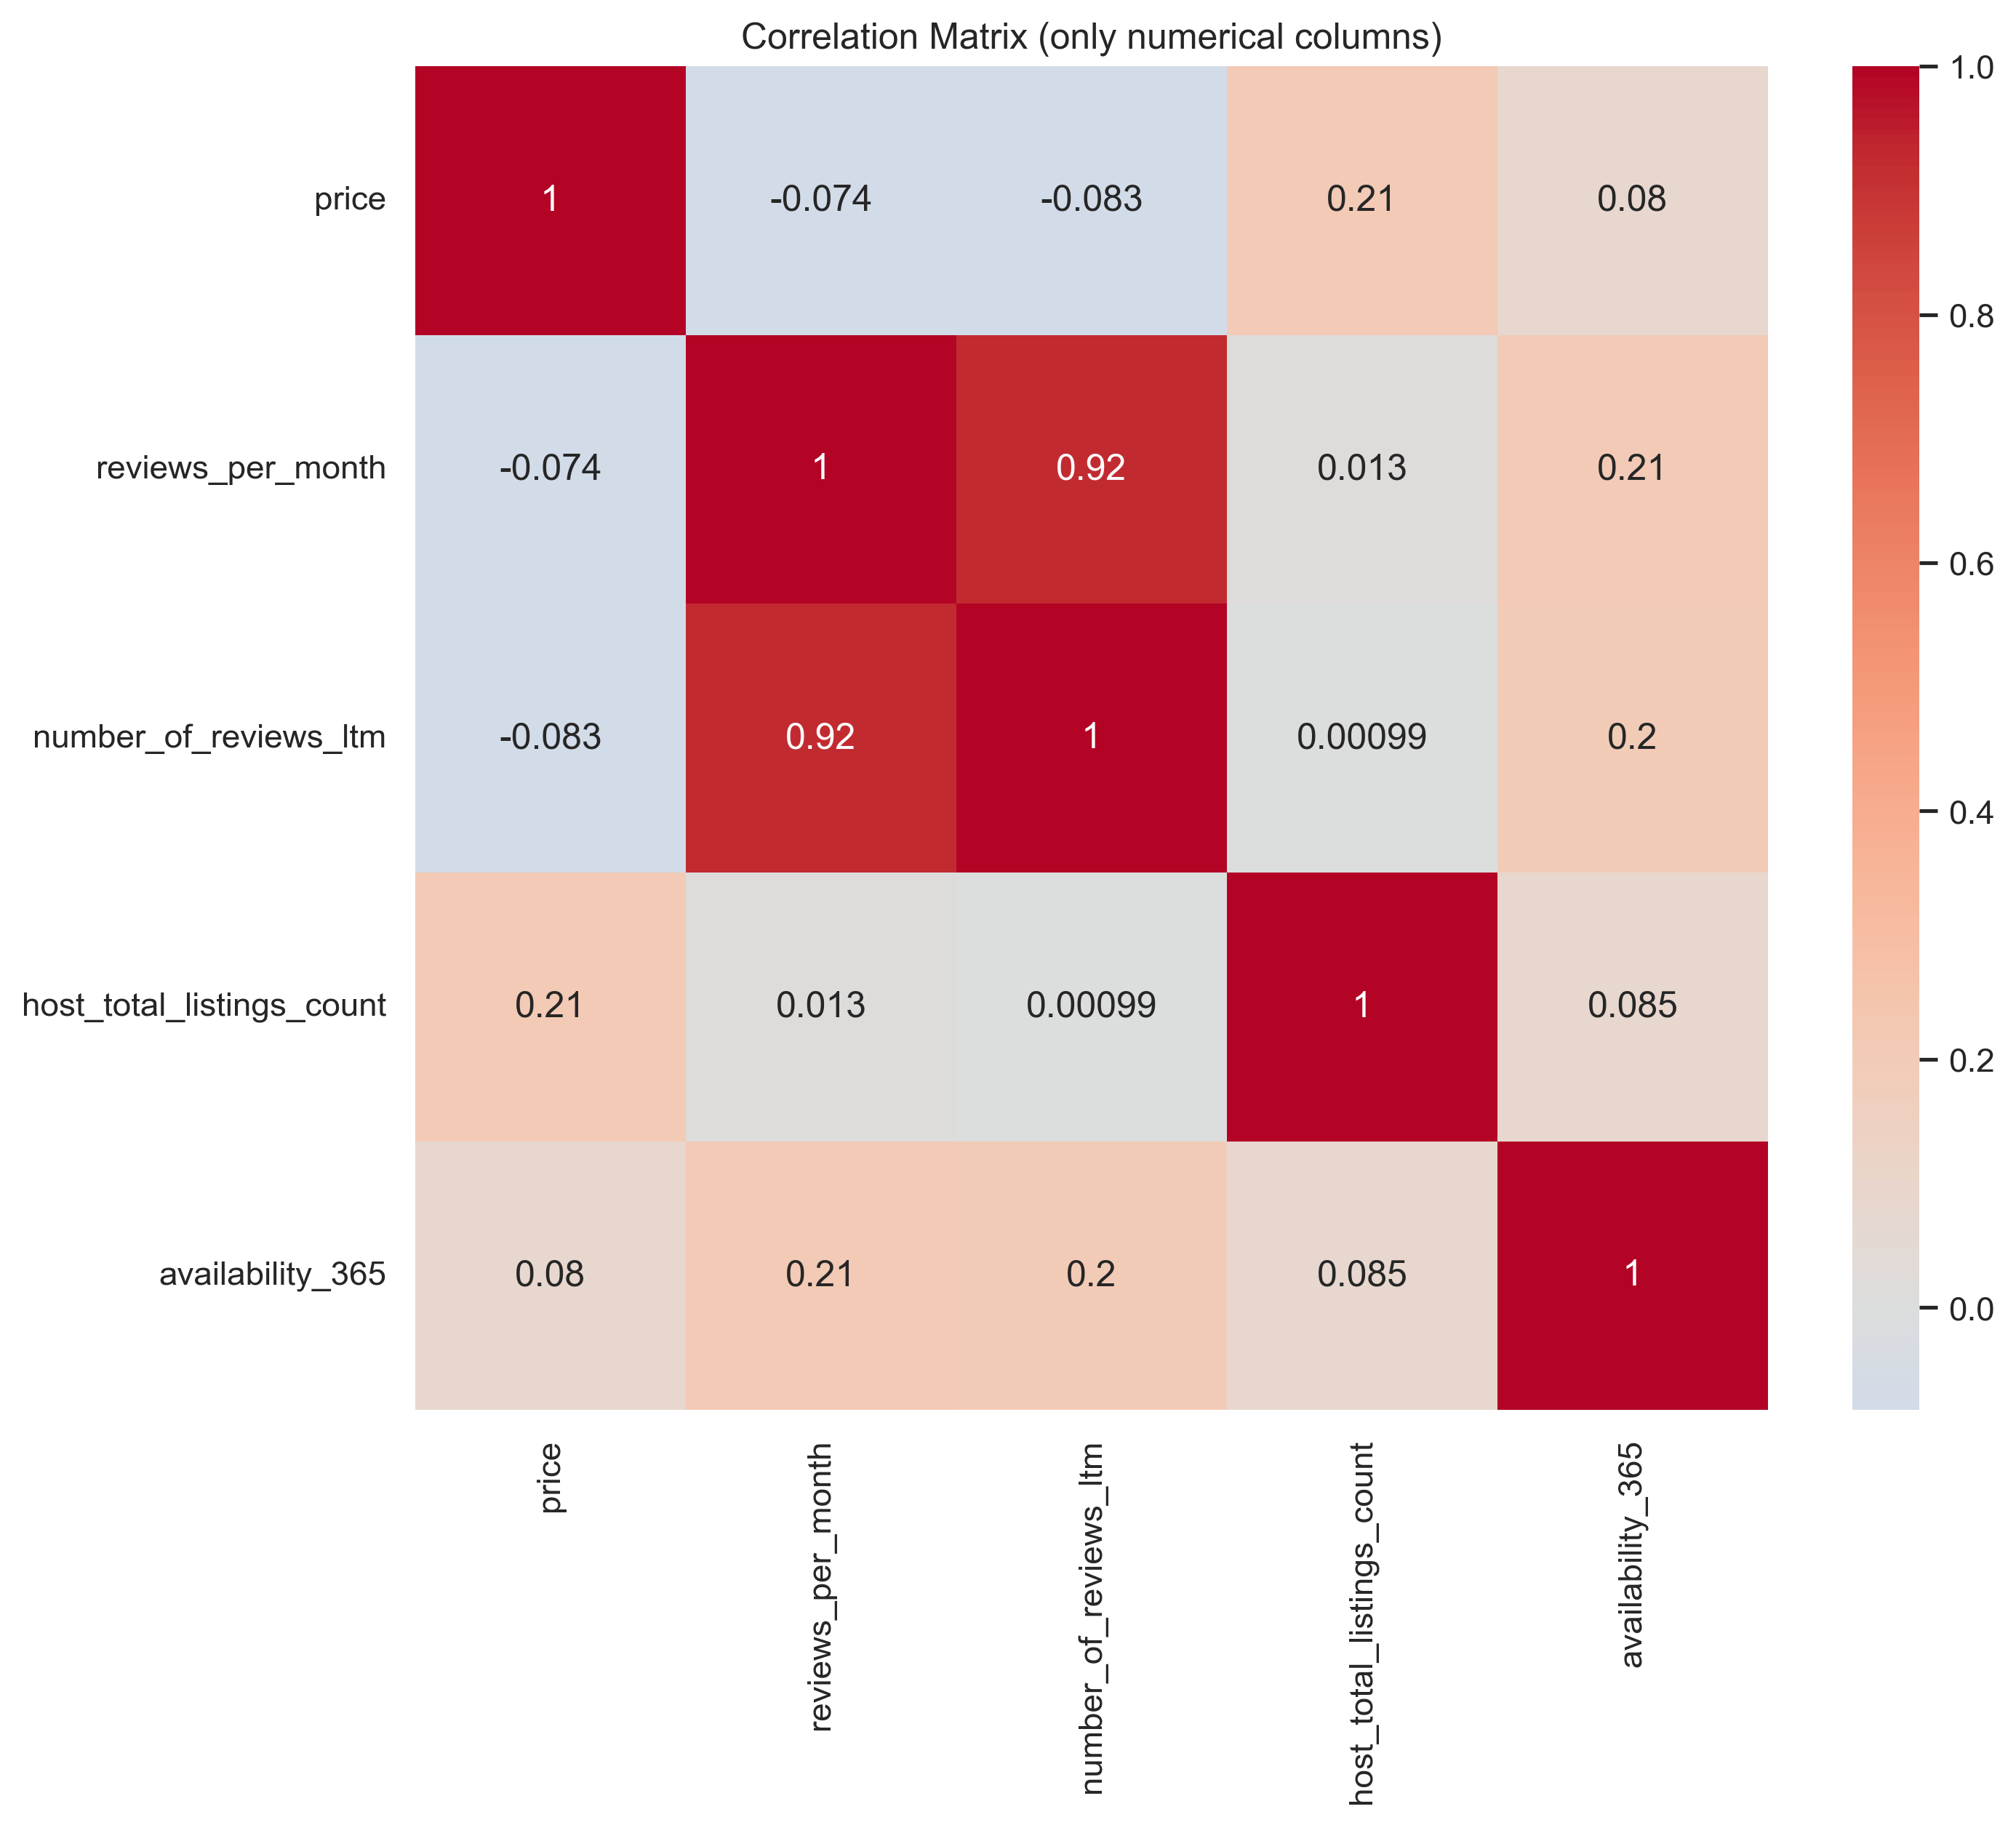 Correlation Matrix (only numerical columns)
price 1 -0.074 -0.083 0.21 0.08
reviews_per_month -0.074 1 0.92 0.013 0.21
number_of_reviews_ltm -0.083 0.92 1 0.00099 0.2
host_total_listings_count 0.21 0.013 0.00099 1 0.085
availability_365 0.08 0.21 0.2 0.085 1
price
reviews_per_month
number_of_reviews_ltm
host_total_listings_count
availability_365
1.0
0.8
0.6
0.4
0.2
0.0